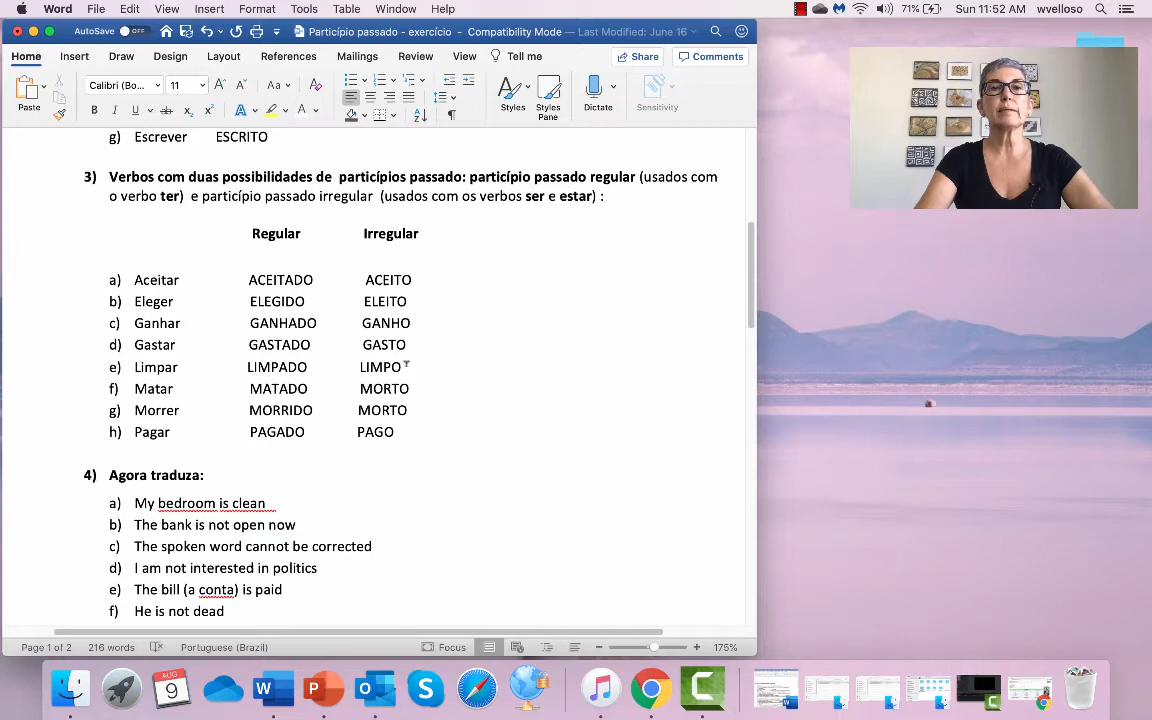 Word File Edit View Insert Format Tools Table Window Help 71% Sun 11:52 AM wvelloso
AutoSave OFF Particípio passado - exercício - Compatibility Mode — Last Modified: June 16
Home Insert Draw Design Layout References Mailings Review View Tell me Share Comments
Calibri (Bo... 11 Aa
Paste B I U ab x₂ x² A A Styles Styles Pane Dictate Sensitivity
g) Escrever ESCRITO
3) Verbos com duas possibilidades de particípios passado: particípio passado regular (usados com
o verbo ter) e particípio passado irregular (usados com os verbos ser e estar) :
Regular Irregular
a) Aceitar ACEITADO ACEITO
b) Eleger ELEGIDO ELEITO
c) Ganhar GANHADO GANHO
d) Gastar GASTADO GASTO
e) Limpar LIMPADO LIMPO
f) Matar MATADO MORTO
g) Morrer MORRIDO MORTO
h) Pagar PAGADO PAGO
4) Agora traduza:
a) My bedroom is clean
b) The bank is not open now
c) The spoken word cannot be corrected
d) I am not interested in politics
e) The bill (a conta) is paid
f) He is not dead
Page 1 of 2 216 words Portuguese (Brazil) Focus 175%
AUG
9